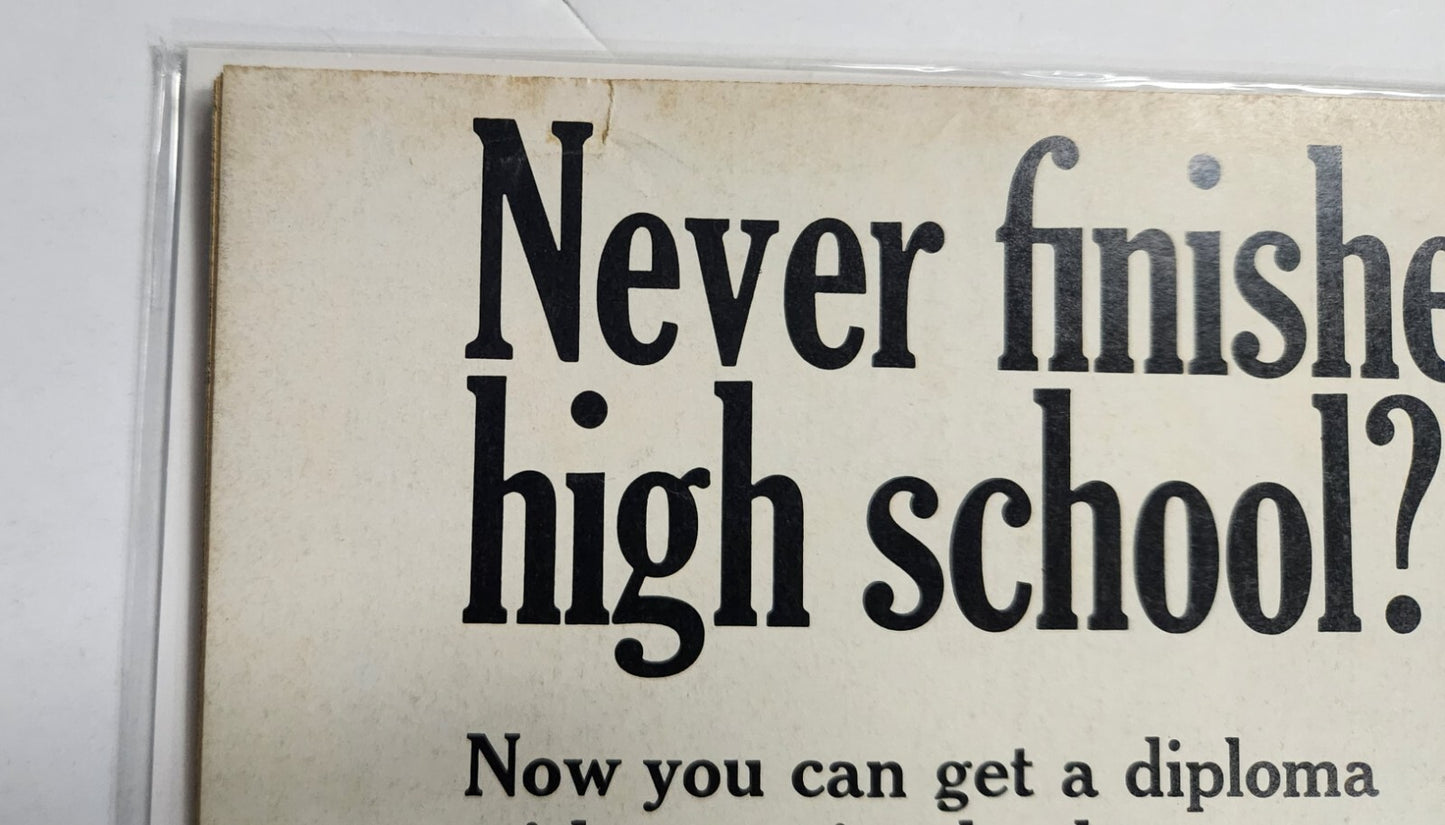 Never finishe
high school?
Now you can get a diploma